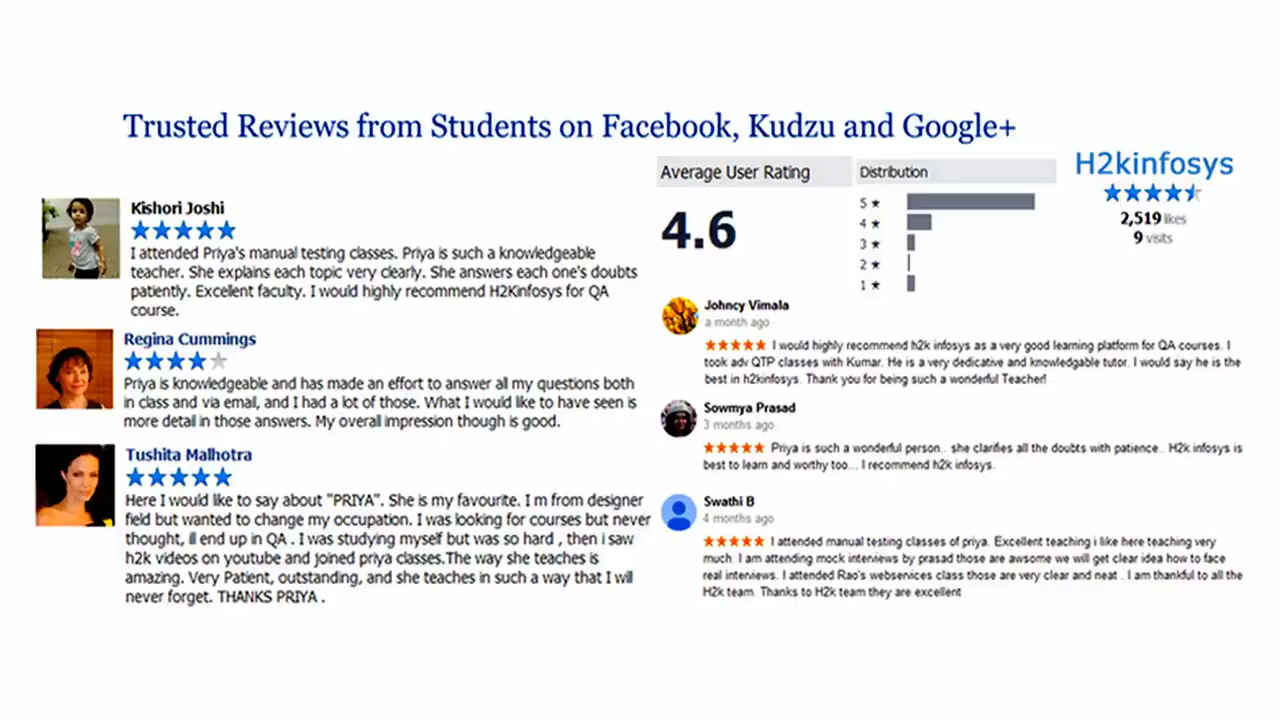 Trusted Reviews from Students on Facebook, Kudzu and Google+
Kishori Joshi
I attended Priya's manual testing classes. Priya is such a knowledgeable
teacher. She explains each topic very clearly. She answers each one's doubts
patiently. Excellent faculty. I would highly recommend H2Kinfosys for QA
course.
Regina Cummings
Priya is knowledgeable and has made an effort to answer all my questions both
in class and via email, and I had a lot of those. What I would like to have seen is
more detail in those answers. My overall impression though is good.
Tushita Malhotra
Here I would like to say about "PRIYA". She is my favourite. I m from designer
field but wanted to change my occupation. I was looking for courses but never
thought, ill end up in QA . I was studying myself but was so hard , then i saw
h2k videos on youtube and joined priya classes.The way she teaches is
amazing. Very Patient, outstanding, and she teaches in such a way that I will
never forget. THANKS PRIYA .
Average User Rating
4.6
Distribution
5 ★
4 ★
3 ★
2 ★
1 ★
H2kinfosys
2,519 likes
9 visits
Johncy Vimala
a month ago
I would highly recommend h2k infosys as a very good learning platform for QA courses. I
took adv QTP classes with Kumar. He is a very dedicative and knowledgable tutor. I would say he is the
best in h2kinfosys. Thank you for being such a wonderful Teacher!
Sowmya Prasad
3 months ago
Priya is such a wonderful person.. she clarifies all the doubts with patience.. H2k infosys is
best to learn and worthy too... I recommend h2k infosys.
Swathi B
4 months ago
I attended manual testing classes of priya. Excellent teaching i like here teaching very
much. I am attending mock interviews by prasad those are awsome we will get clear idea how to face
real interviews. I attended Rao's webservices class those are very clear and neat . I am thankful to all the
H2k team. Thanks to H2k team they are excellent